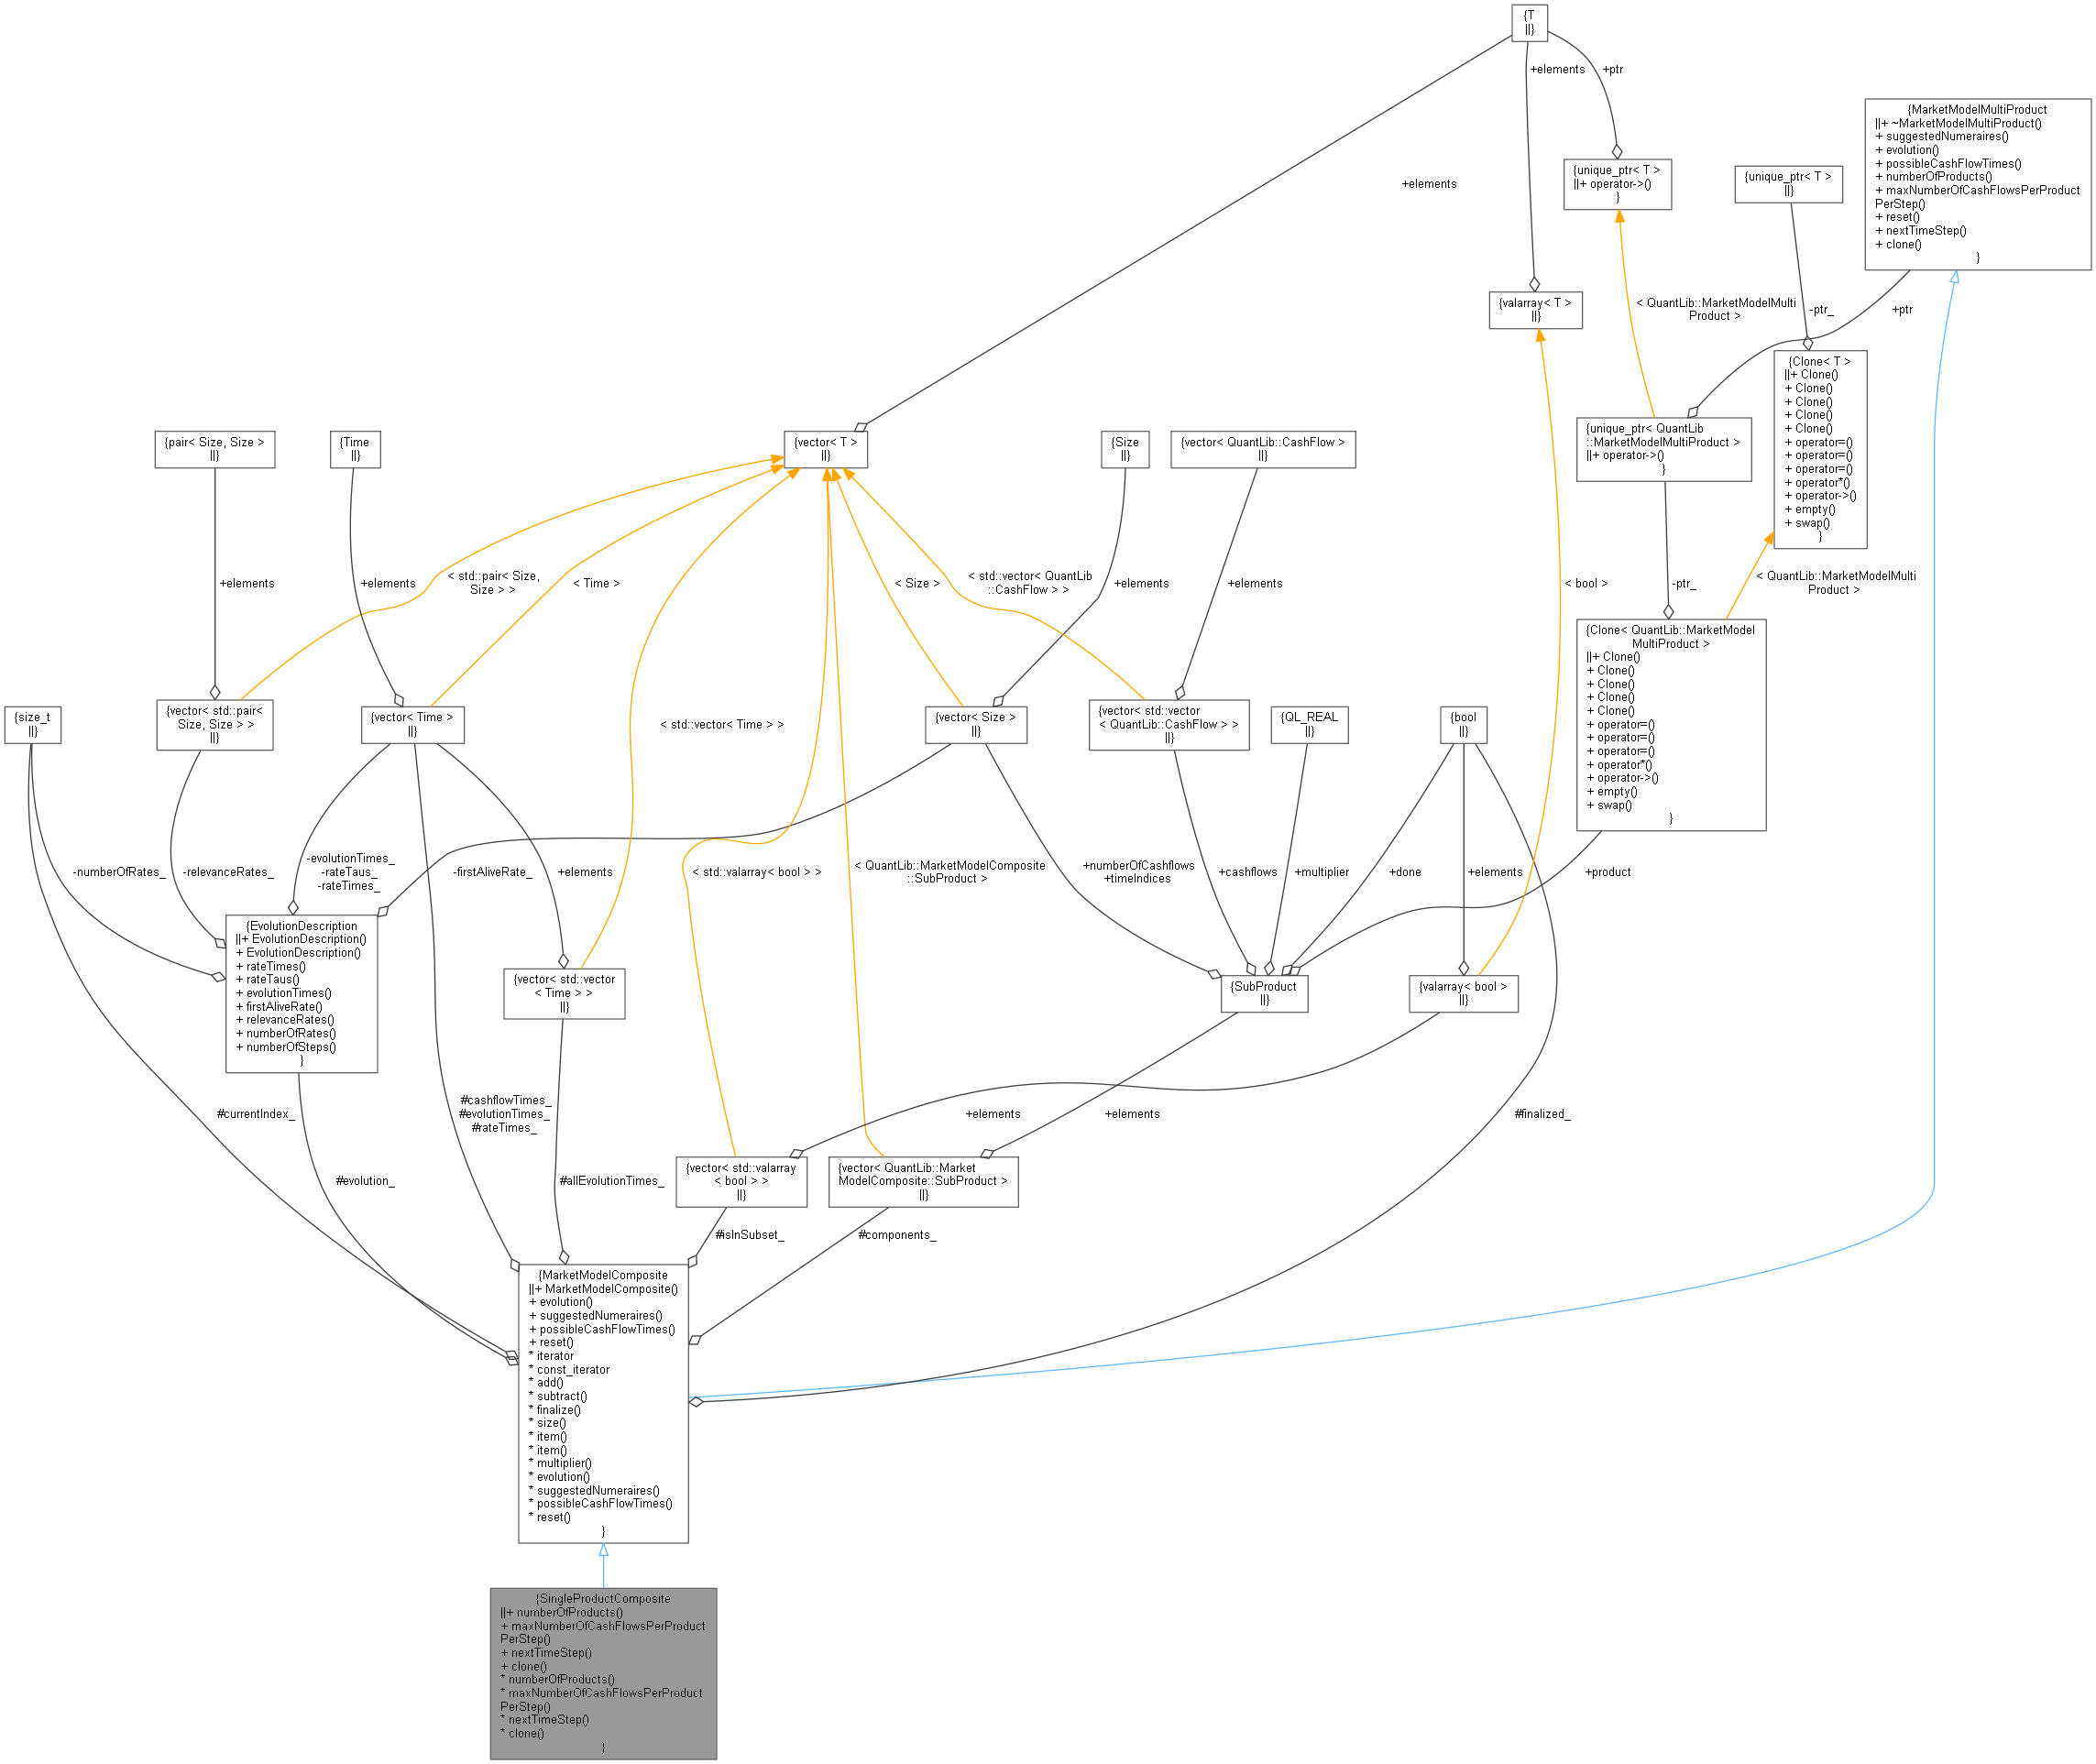 {T
||}
+elements
+ptr
+elements
{MarketModelMultiProduct
||+ ~MarketModelMultiProduct()
+ suggestedNumeraires()
+ evolution()
+ possibleCashFlowTimes()
+ numberOfProducts()
+ maxNumberOfCashFlowsPerProduct
PerStep()
+ reset()
+ nextTimeStep()
+ clone()
}
{unique_ptr< T >
||+ operator->()
}
{unique_ptr< T >
||}
{valarray< T >
||}
< QuantLib::MarketModelMulti
Product >
-ptr_
+ptr
{Clone< T >
||+ Clone()
+ Clone()
+ Clone()
+ Clone()
+ Clone()
+ operator=()
+ operator=()
+ operator=()
+ operator*()
+ operator->()
+ empty()
+ swap()
}
{pair< Size, Size >
||}
{Time
||}
{vector< T >
||}
{Size
||}
{vector< QuantLib::CashFlow >
||}
{unique_ptr< QuantLib
::MarketModelMultiProduct >
||+ operator->()
}
+elements
+elements
< std::pair< Size,
Size > >
< Time >
< Size >
< std::vector< QuantLib
::CashFlow > >
+elements
+elements
< bool >
-ptr_
< QuantLib::MarketModelMulti
Product >
{size_t
||}
{vector< std::pair<
Size, Size > >
||}
{vector< Time >
||}
< std::vector< Time > >
{vector< Size >
||}
{vector< std::vector
< QuantLib::CashFlow > >
||}
{QL_REAL
||}
{bool
||}
{Clone< QuantLib::MarketModel
MultiProduct >
||+ Clone()
+ Clone()
+ Clone()
+ Clone()
+ Clone()
+ operator=()
+ operator=()
+ operator=()
+ operator*()
+ operator->()
+ empty()
+ swap()
}
-numberOfRates_
-relevanceRates_
-evolutionTimes_
-rateTaus_
-rateTimes_
-firstAliveRate_
+elements
< std::valarray< bool > >
< QuantLib::MarketModelComposite
::SubProduct >
+numberOfCashflows
+timeIndices
+cashflows
+multiplier
+done
+elements
+product
{EvolutionDescription
||+ EvolutionDescription()
+ EvolutionDescription()
+ rateTimes()
+ rateTaus()
+ evolutionTimes()
+ firstAliveRate()
+ relevanceRates()
+ numberOfRates()
+ numberOfSteps()
}
{vector< std::vector
< Time > >
||}
{SubProduct
||}
{valarray< bool >
||}
#currentIndex_
#cashflowTimes_
#evolutionTimes_
#rateTimes_
+elements
+elements
#finalized_
#evolution_
#allEvolutionTimes_
{vector< std::valarray
< bool > >
||}
{vector< QuantLib::Market
ModelComposite::SubProduct >
||}
#isInSubset_
#components_
{MarketModelComposite
||+ MarketModelComposite()
+ evolution()
+ suggestedNumeraires()
+ possibleCashFlowTimes()
+ reset()
* iterator
* const_iterator
* add()
* subtract()
* finalize()
* size()
* item()
* item()
* multiplier()
* evolution()
* suggestedNumeraires()
* possibleCashFlowTimes()
* reset()
}
{SingleProductComposite
||+ numberOfProducts()
+ maxNumberOfCashFlowsPerProduct
PerStep()
+ nextTimeStep()
+ clone()
* numberOfProducts()
* maxNumberOfCashFlowsPerProduct
PerStep()
* nextTimeStep()
* clone()
}